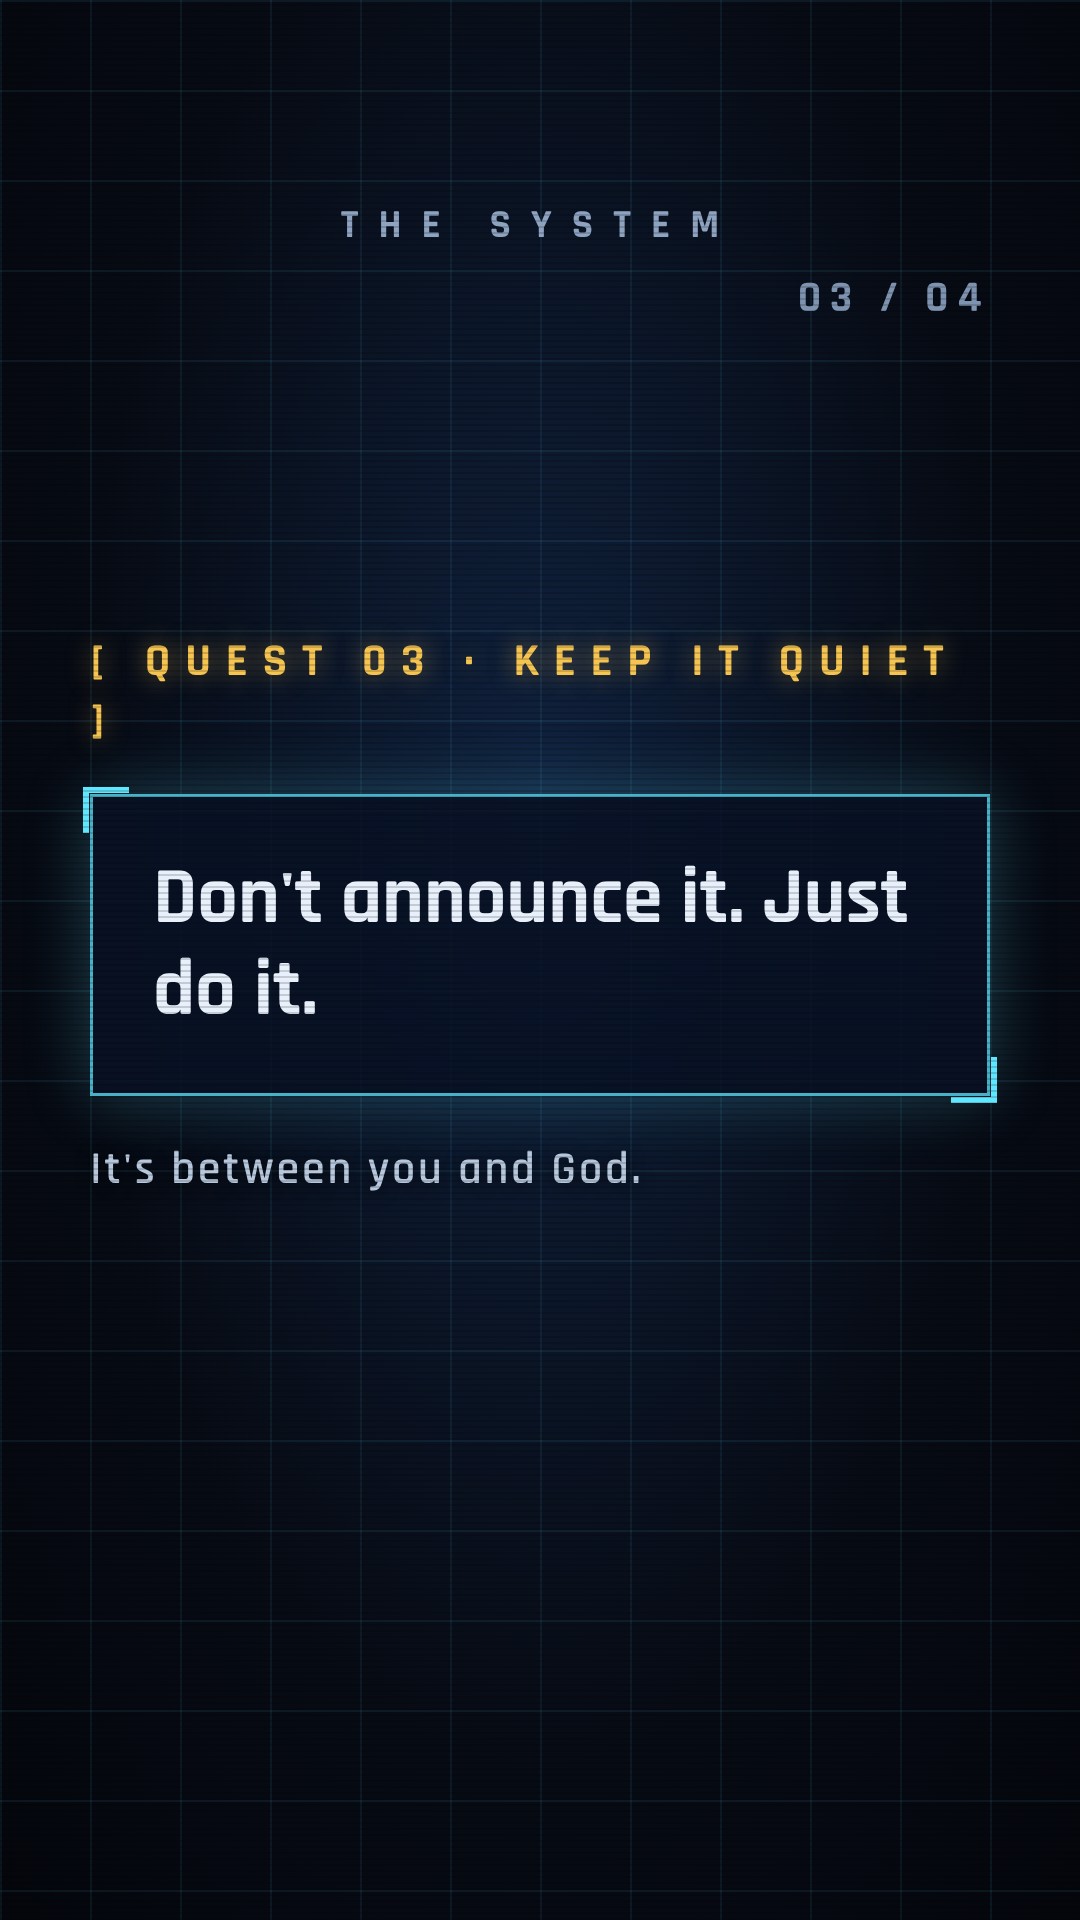 THE SYSTEM
03 / 04
[ QUEST 03 · KEEP IT QUIET
]
Don't announce it. Just
do it.
It's between you and God.